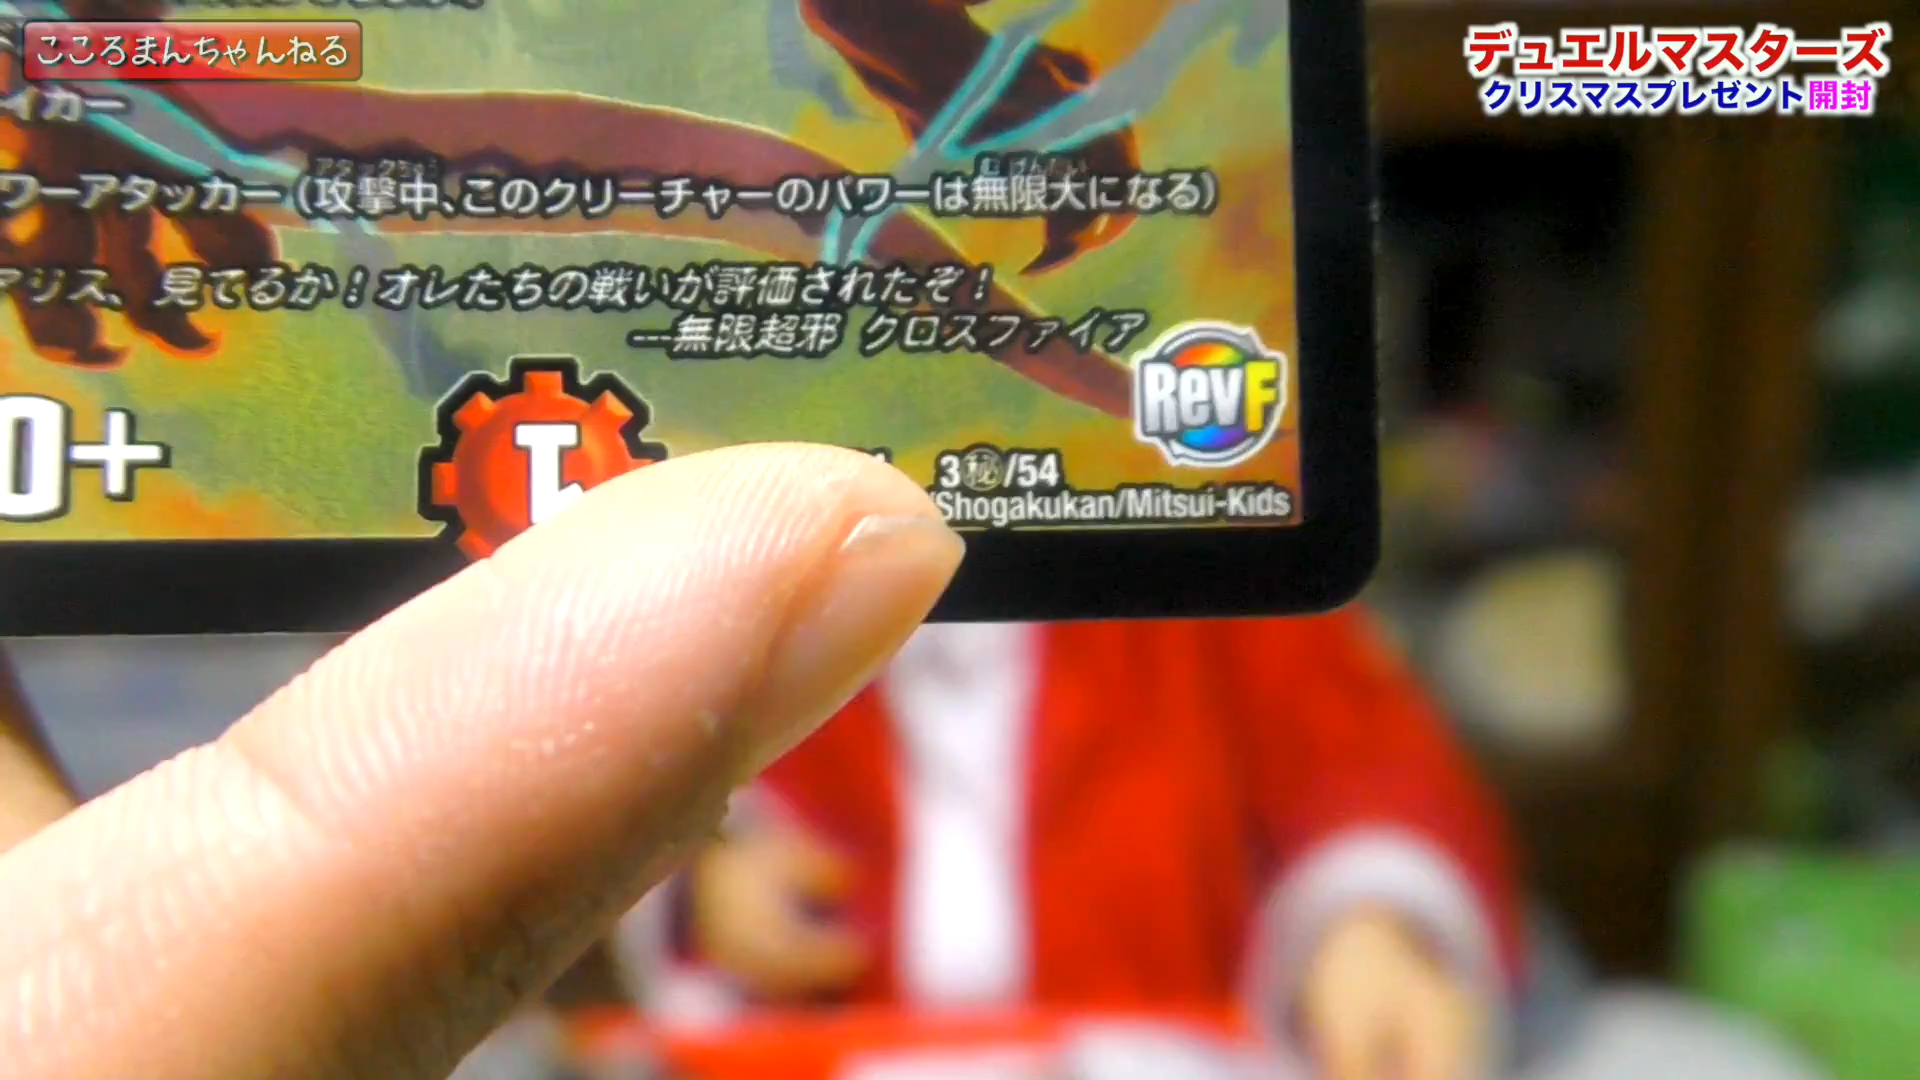 こころまんちゃんねる
デュエルマスターズ
クリスマスプレゼント開封
イカー
ワーアタッカー(攻撃中、このクリーチャーのパワーは無限大になる)
アリス、見てるか!オレたちの戦いが評価されたぞ!
---無限超邪 クロスファイア
RevF
0+
3㊙/54
/Shogakukan/Mitsui-Kids